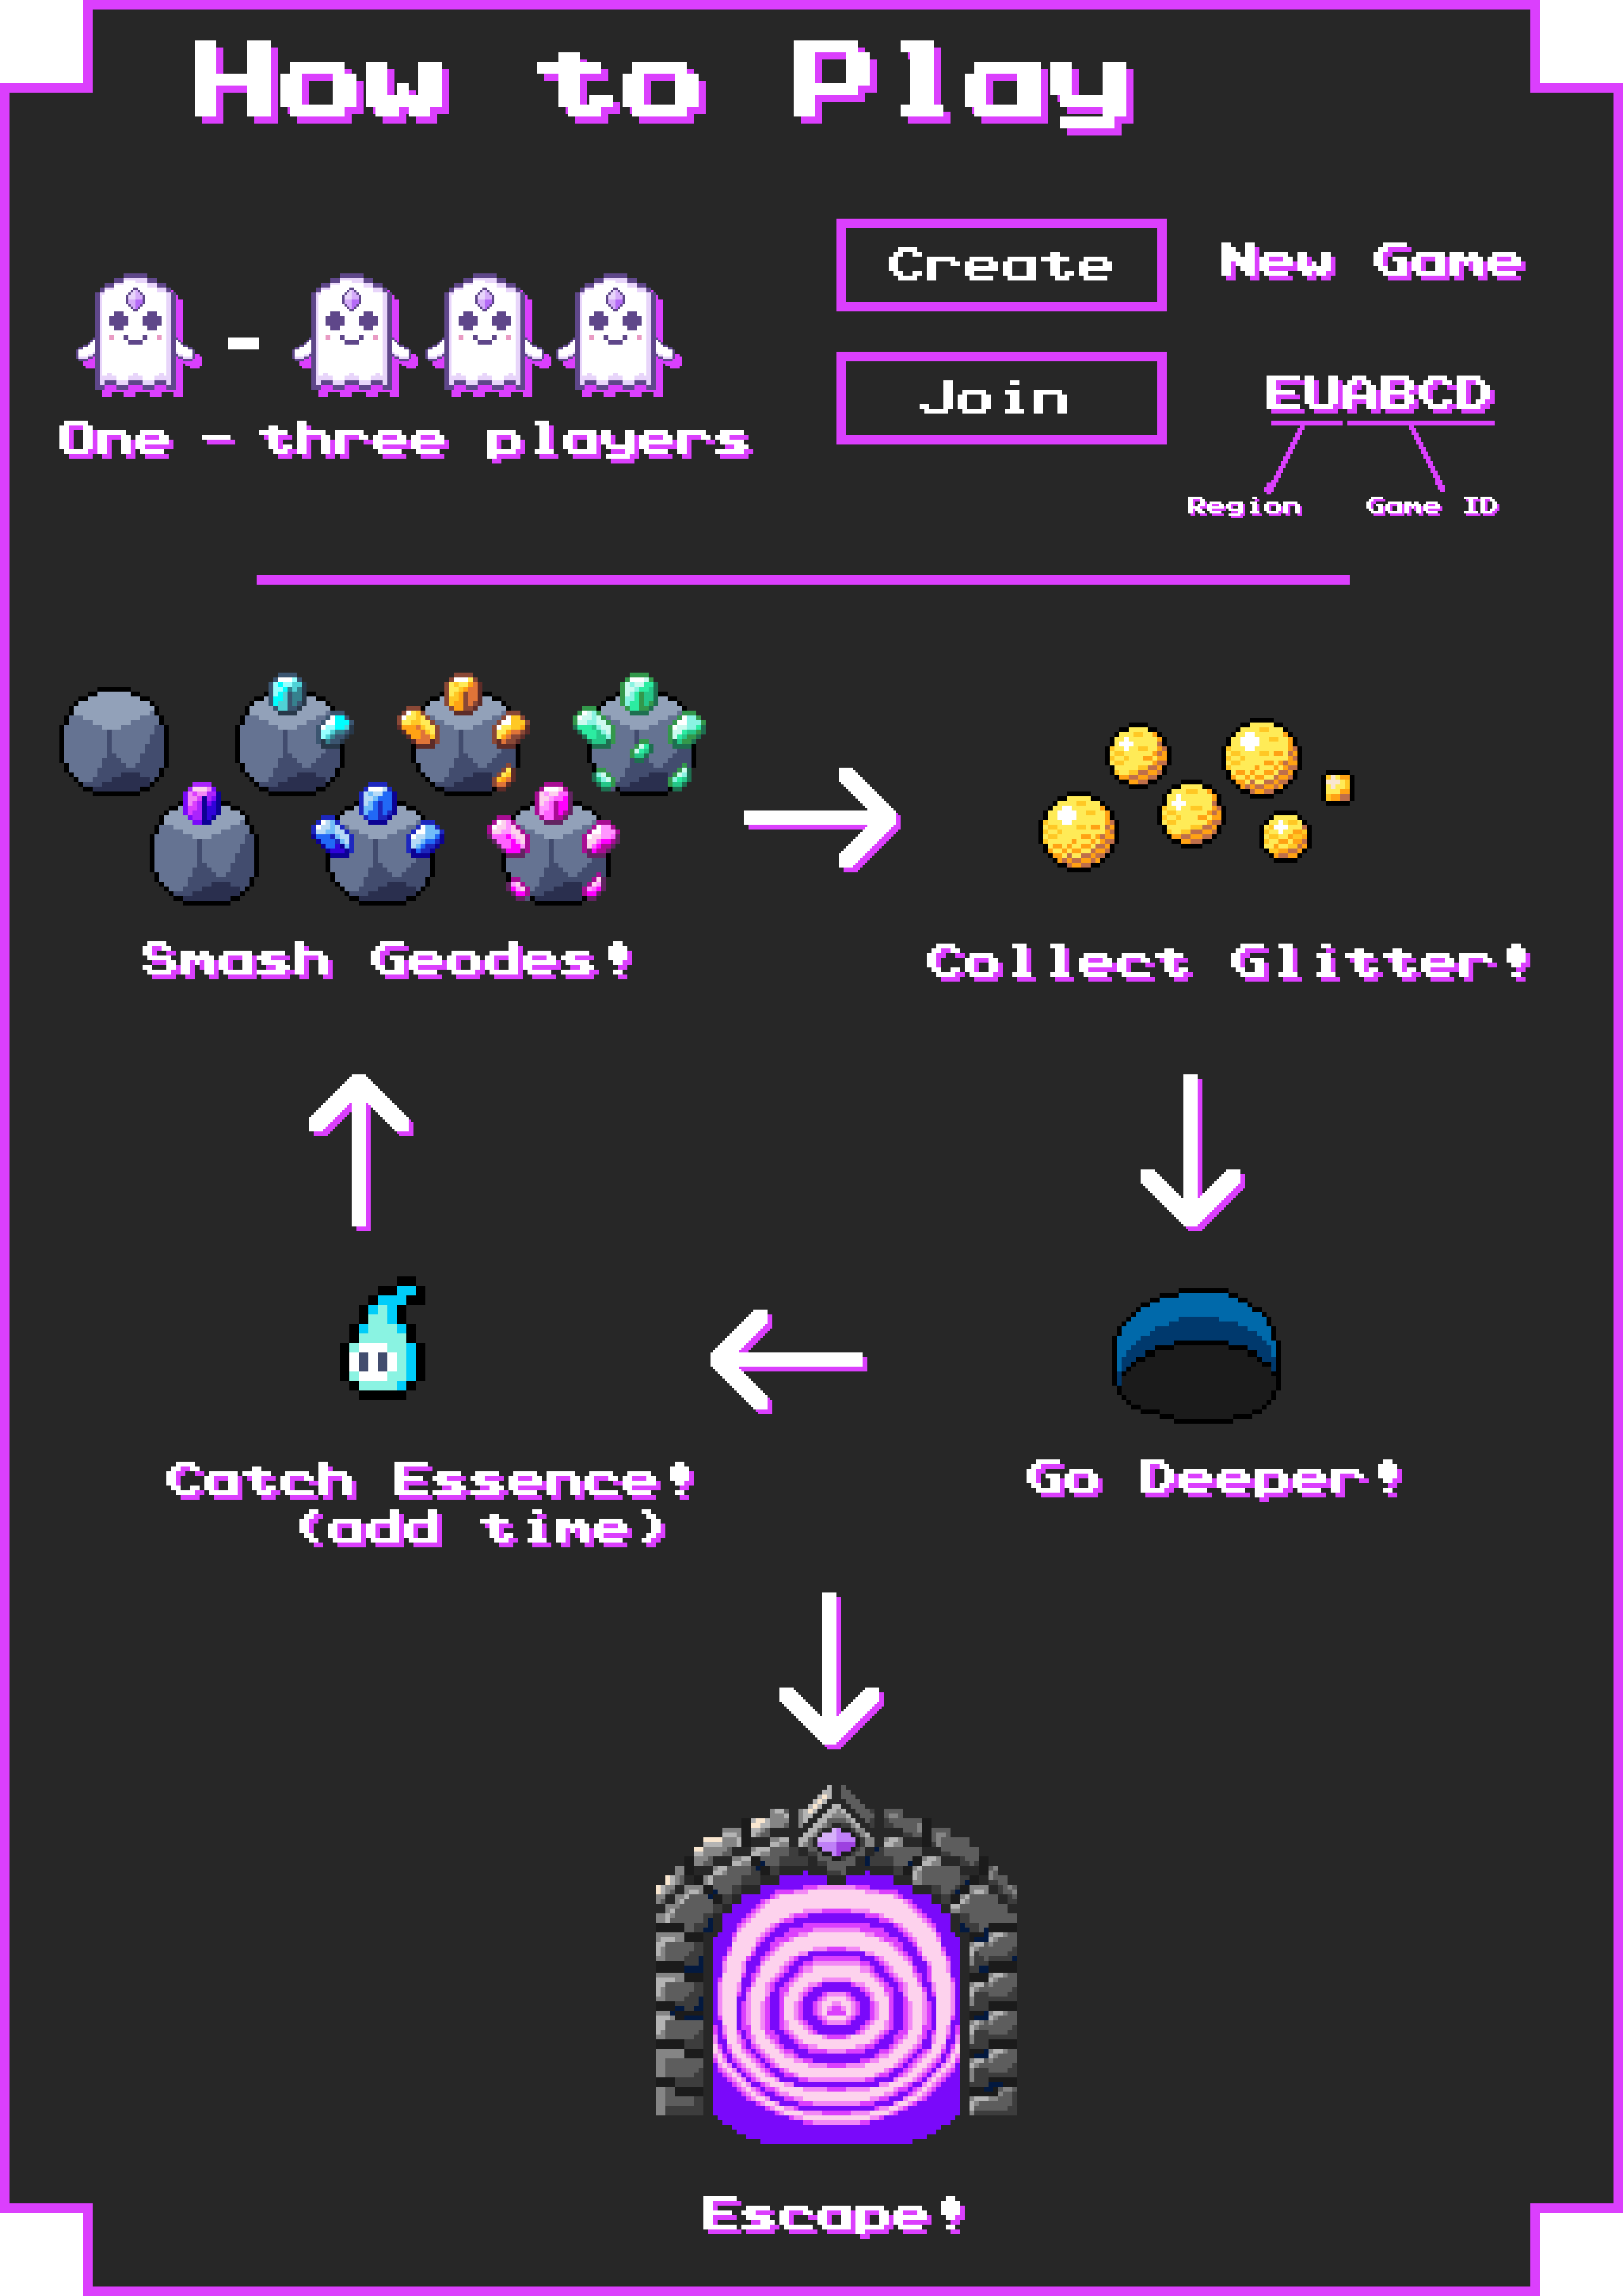 How to Play
One - three players
Create
New Game
Join
EUABCD
Region
Game ID
Smash Geodes!
Collect Glitter!
Catch Essence!
(add time)
Go Deeper!
Escape!